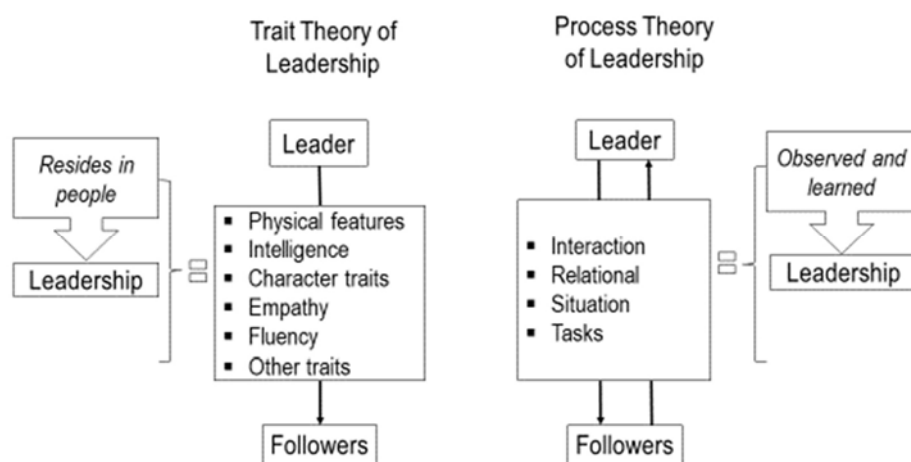 Trait Theory of
Leadership
Leader
Resides in
people
Leadership
▪ Physical features
▪ Intelligence
▪ Character traits
▪ Empathy
▪ Fluency
▪ Other traits
Followers
Process Theory
of Leadership
Leader
▪ Interaction
▪ Relational
▪ Situation
▪ Tasks
Observed and
learned
Leadership
Followers